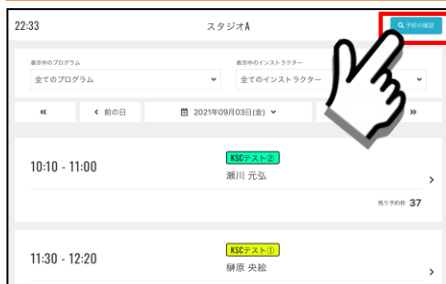 22:33
スタジオA
予約の確認
表示中のプログラム
表示中のインストラクター
全てのプログラム
全てのインストラクター
«
‹ 前の日
2021年09月03日(金)
»
10:10 - 11:00
KSCテスト②
瀬川 元弘
残り予約枠 37
11:30 - 12:20
KSCテスト①
榊原 央絵